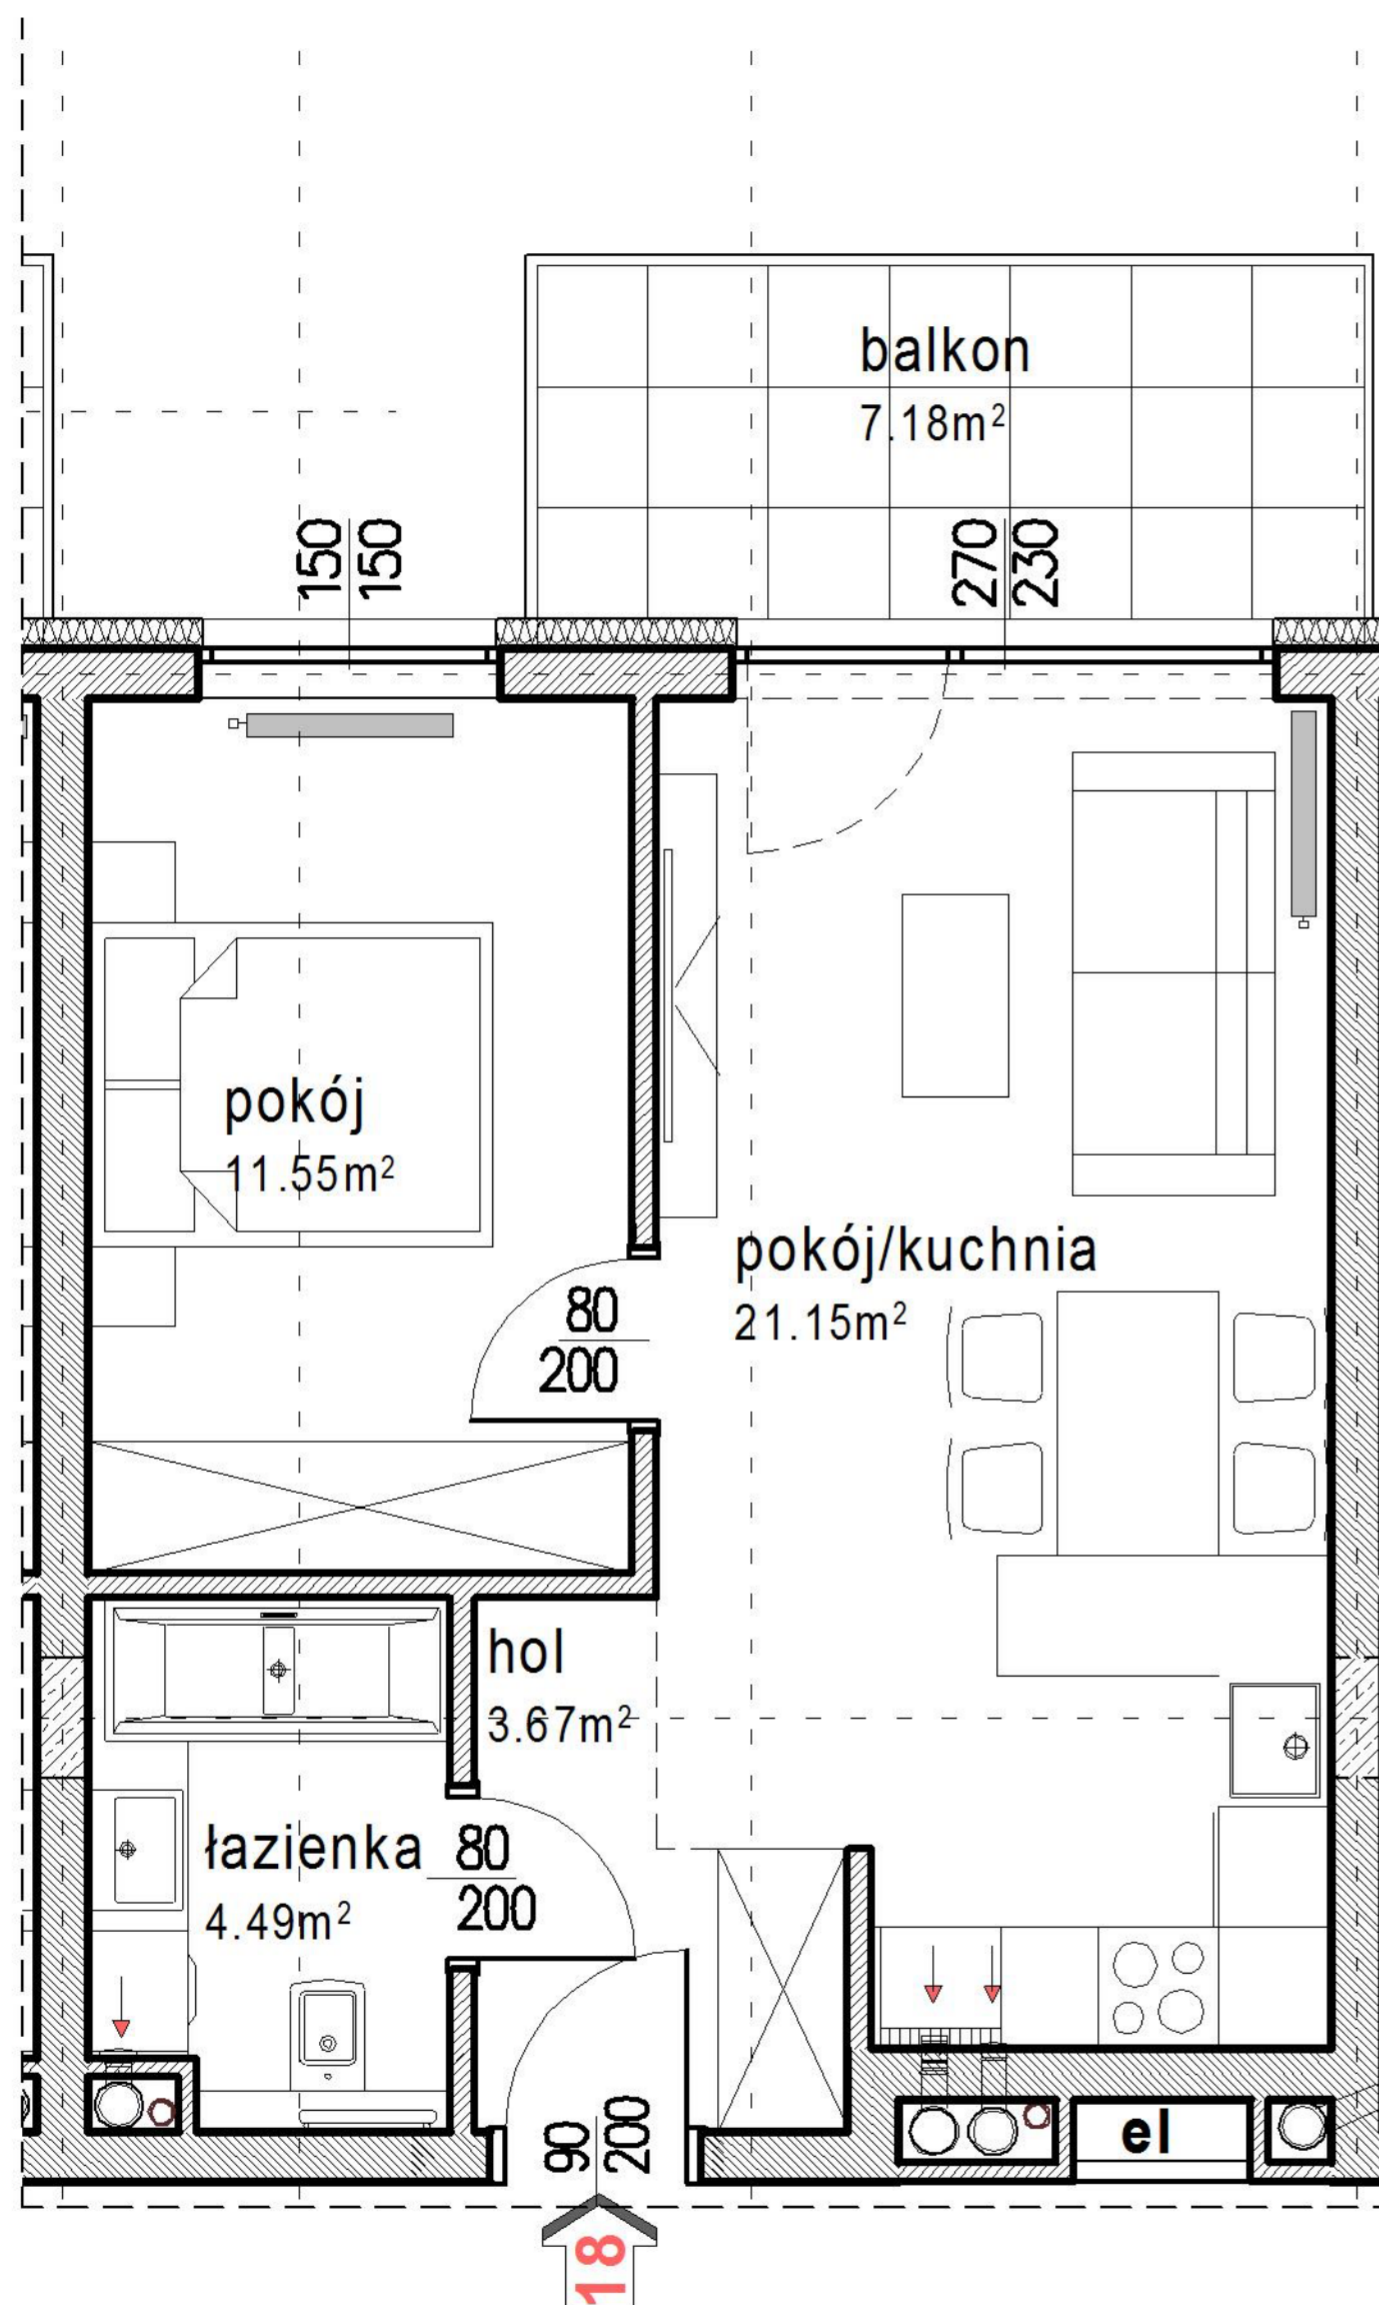 balkon
7.18m²
150
150
270
230
pokój
11.55m²
pokój/kuchnia
21.15m²
80
200
hol
3.67m²
łazienka
4.49m²
80
200
90
200
el
18